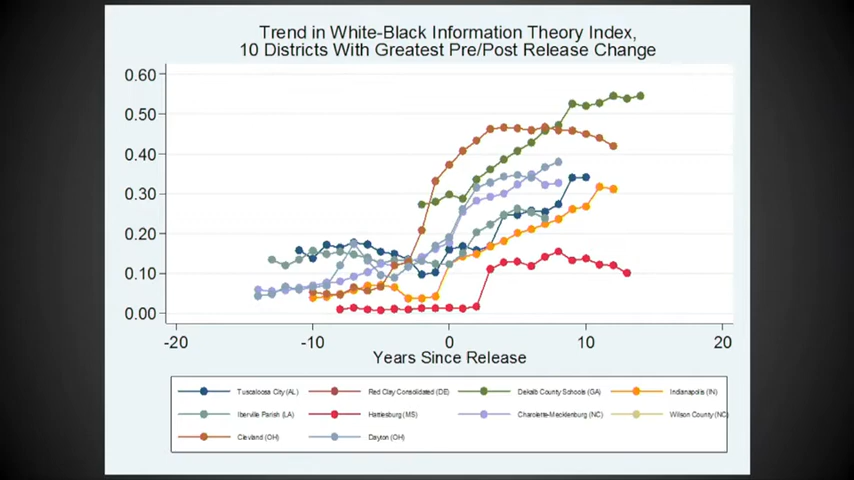 Trend in White-Black Information Theory Index,
10 Districts With Greatest Pre/Post Release Change
0.60
0.50
0.40
0.30
0.20
0.10
0.00
-20 -10 0 10 20
Years Since Release
Tuscaloosa City (AL) Red Clay Consolidated (DE) Dekalb County Schools (GA) Indianapolis (IN)
Iberville Parish (LA) Hattiesburg (MS) Charolette-Mecklenburg (NC) Wilson County (NC)
Clevland (OH) Dayton (OH)